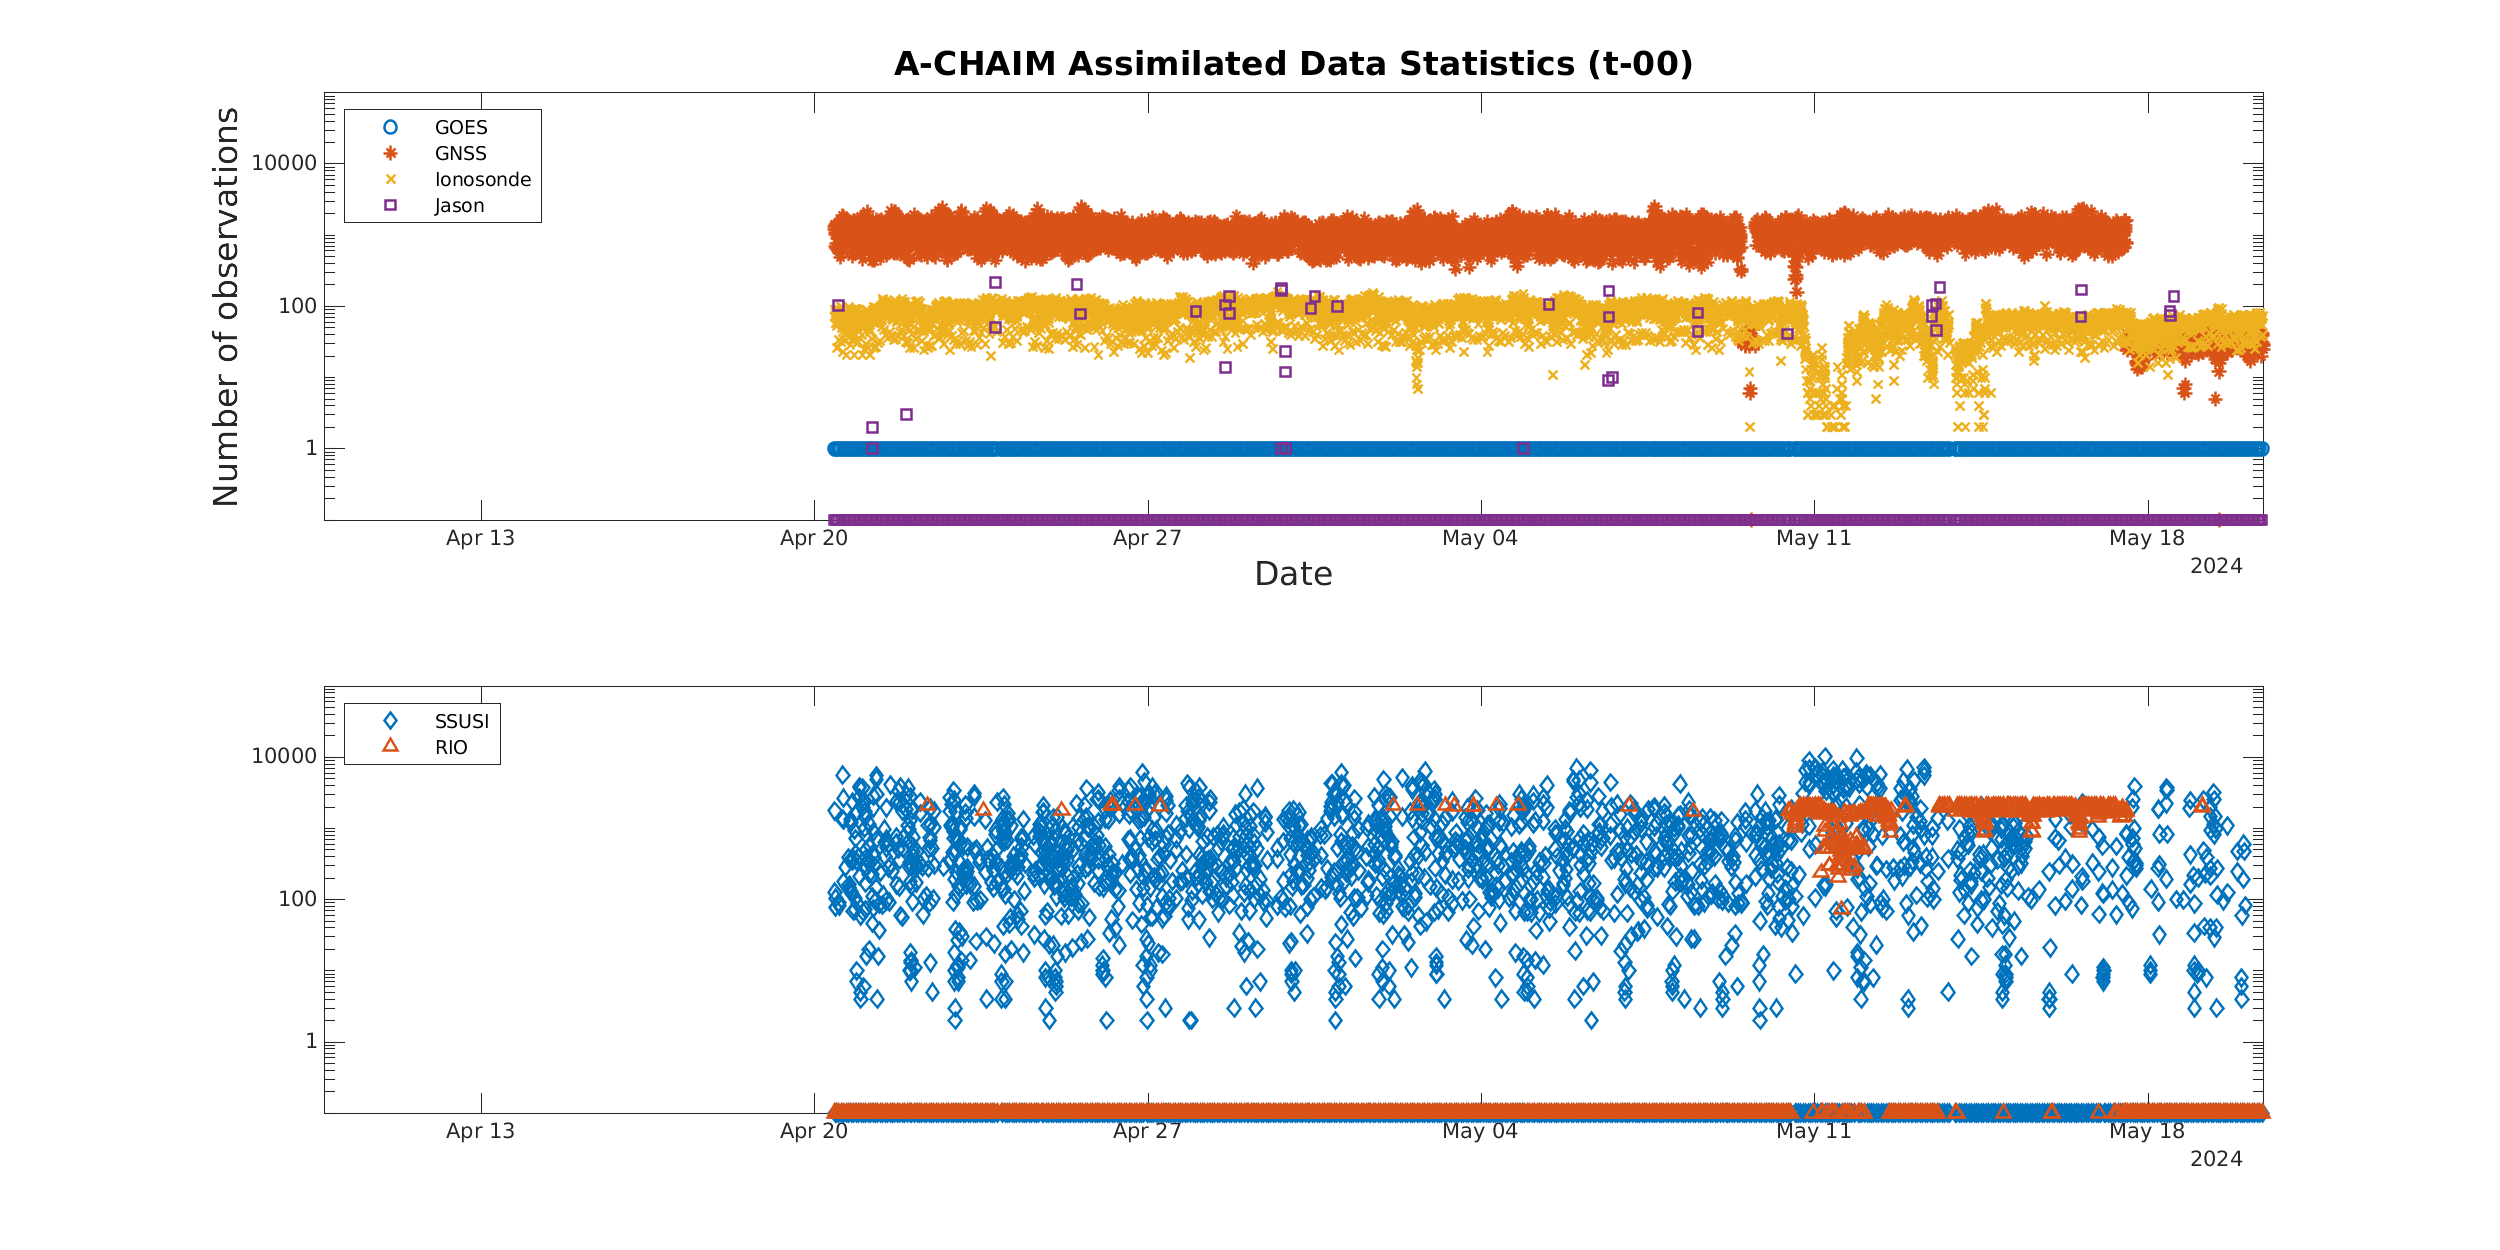 A-CHAIM Assimilated Data Statistics (t-00)
Number of observations
10000
100
1
GOES
GNSS
Ionosonde
Jason
Apr 13
Apr 20
Apr 27
May 04
May 11
May 18
2024
Date
10000
100
1
SSUSI
RIO
Apr 13
Apr 20
Apr 27
May 04
May 11
May 18
2024